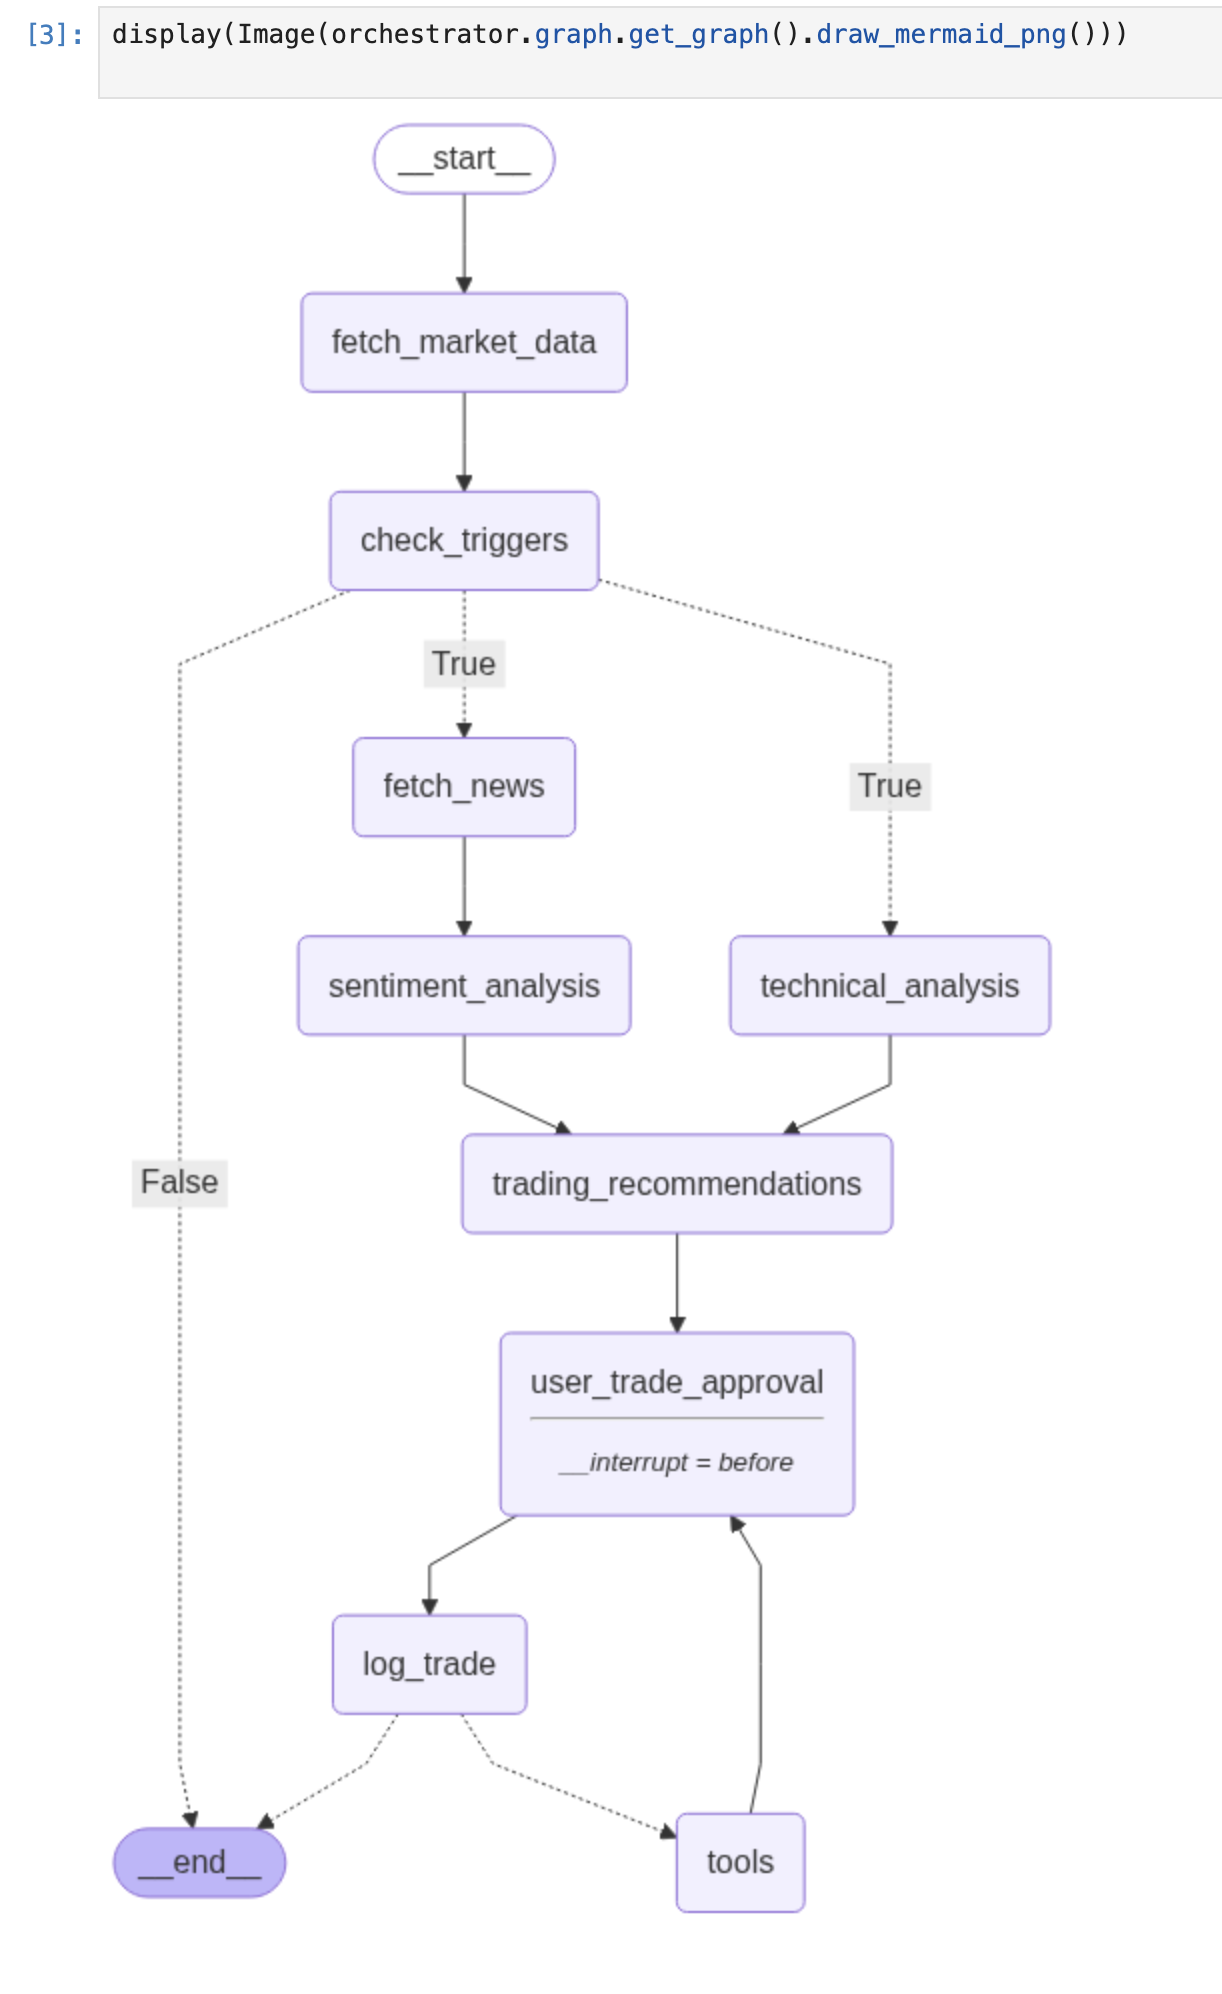 [3]: display(Image(orchestrator.graph.get_graph().draw_mermaid_png()))
__start__
fetch_market_data
check_triggers
True
fetch_news
True
sentiment_analysis
technical_analysis
False
trading_recommendations
user_trade_approval
__interrupt = before
log_trade
__end__
tools